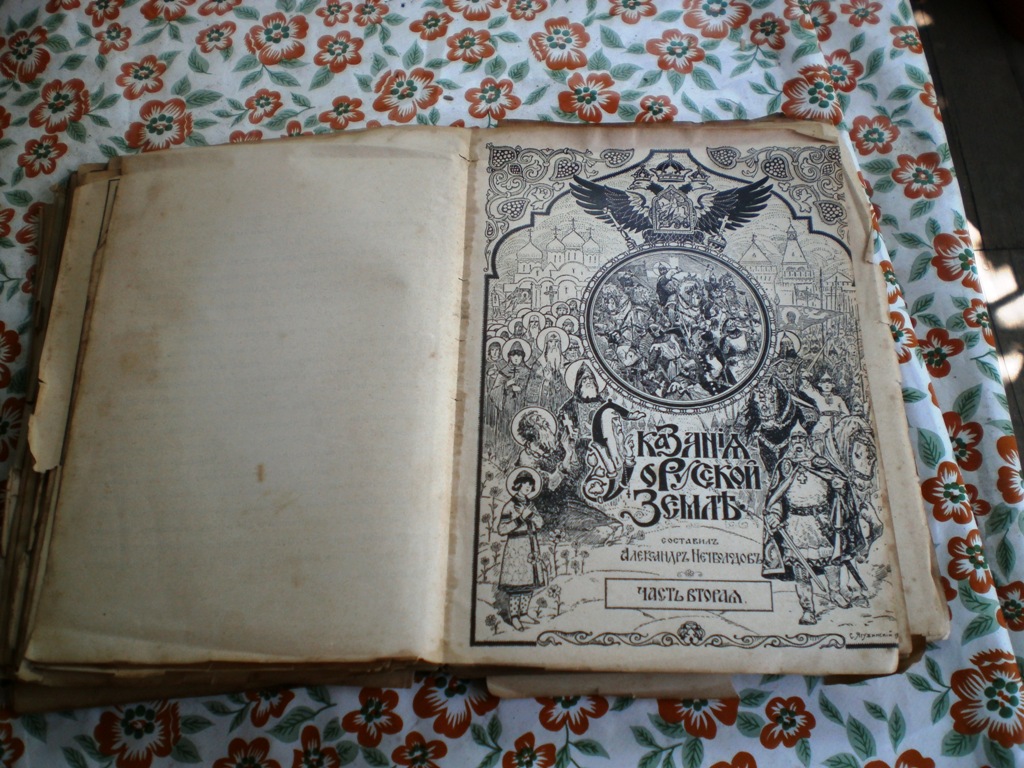 Сказанія
о Русской
Землѣ.
составилъ
Александръ Нечволодовъ
Часть вторая.